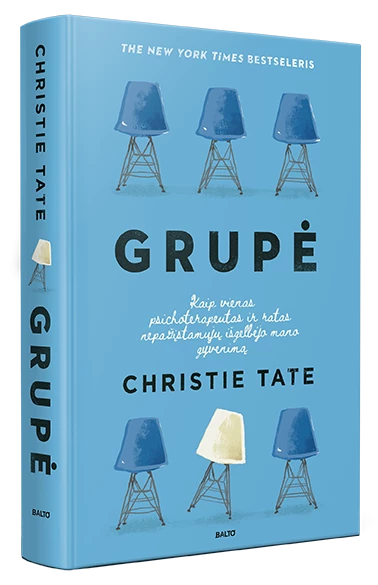 CHRISTIE TATE
GRUPĖ
BALTO
THE NEW YORK TIMES BESTSELERIS
GRUPĖ
Kaip vienas
psichoterapeutas ir ratas
nepažįstamųjų išgelbėjo mano
gyvenimą
CHRISTIE TATE
BALTO